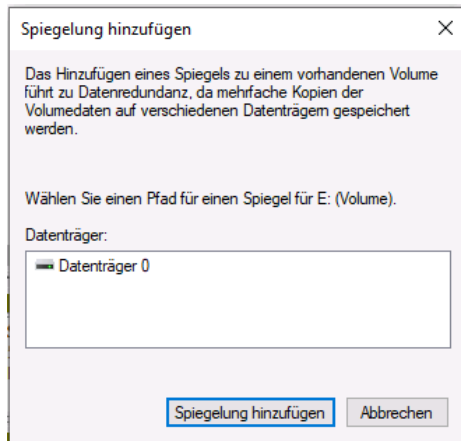 Spiegelung hinzufügen
Das Hinzufügen eines Spiegels zu einem vorhandenen Volume
führt zu Datenredundanz, da mehrfache Kopien der
Volumedaten auf verschiedenen Datenträgern gespeichert
werden.
Wählen Sie einen Pfad für einen Spiegel für E: (Volume).
Datenträger:
Datenträger 0
Spiegelung hinzufügen
Abbrechen